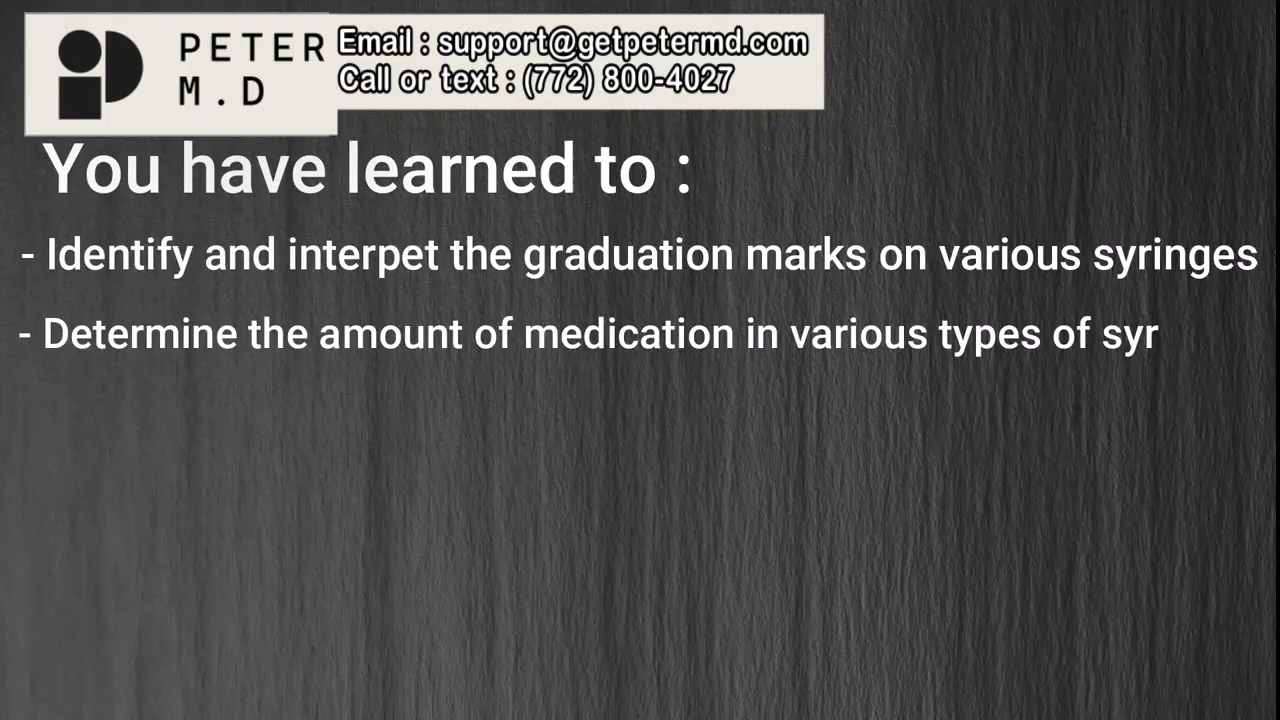 PETER
M.D
Email : support@getpetermd.com
Call or text : (772) 800-4027
You have learned to :
- Identify and interpet the graduation marks on various syringes
- Determine the amount of medication in various types of syr